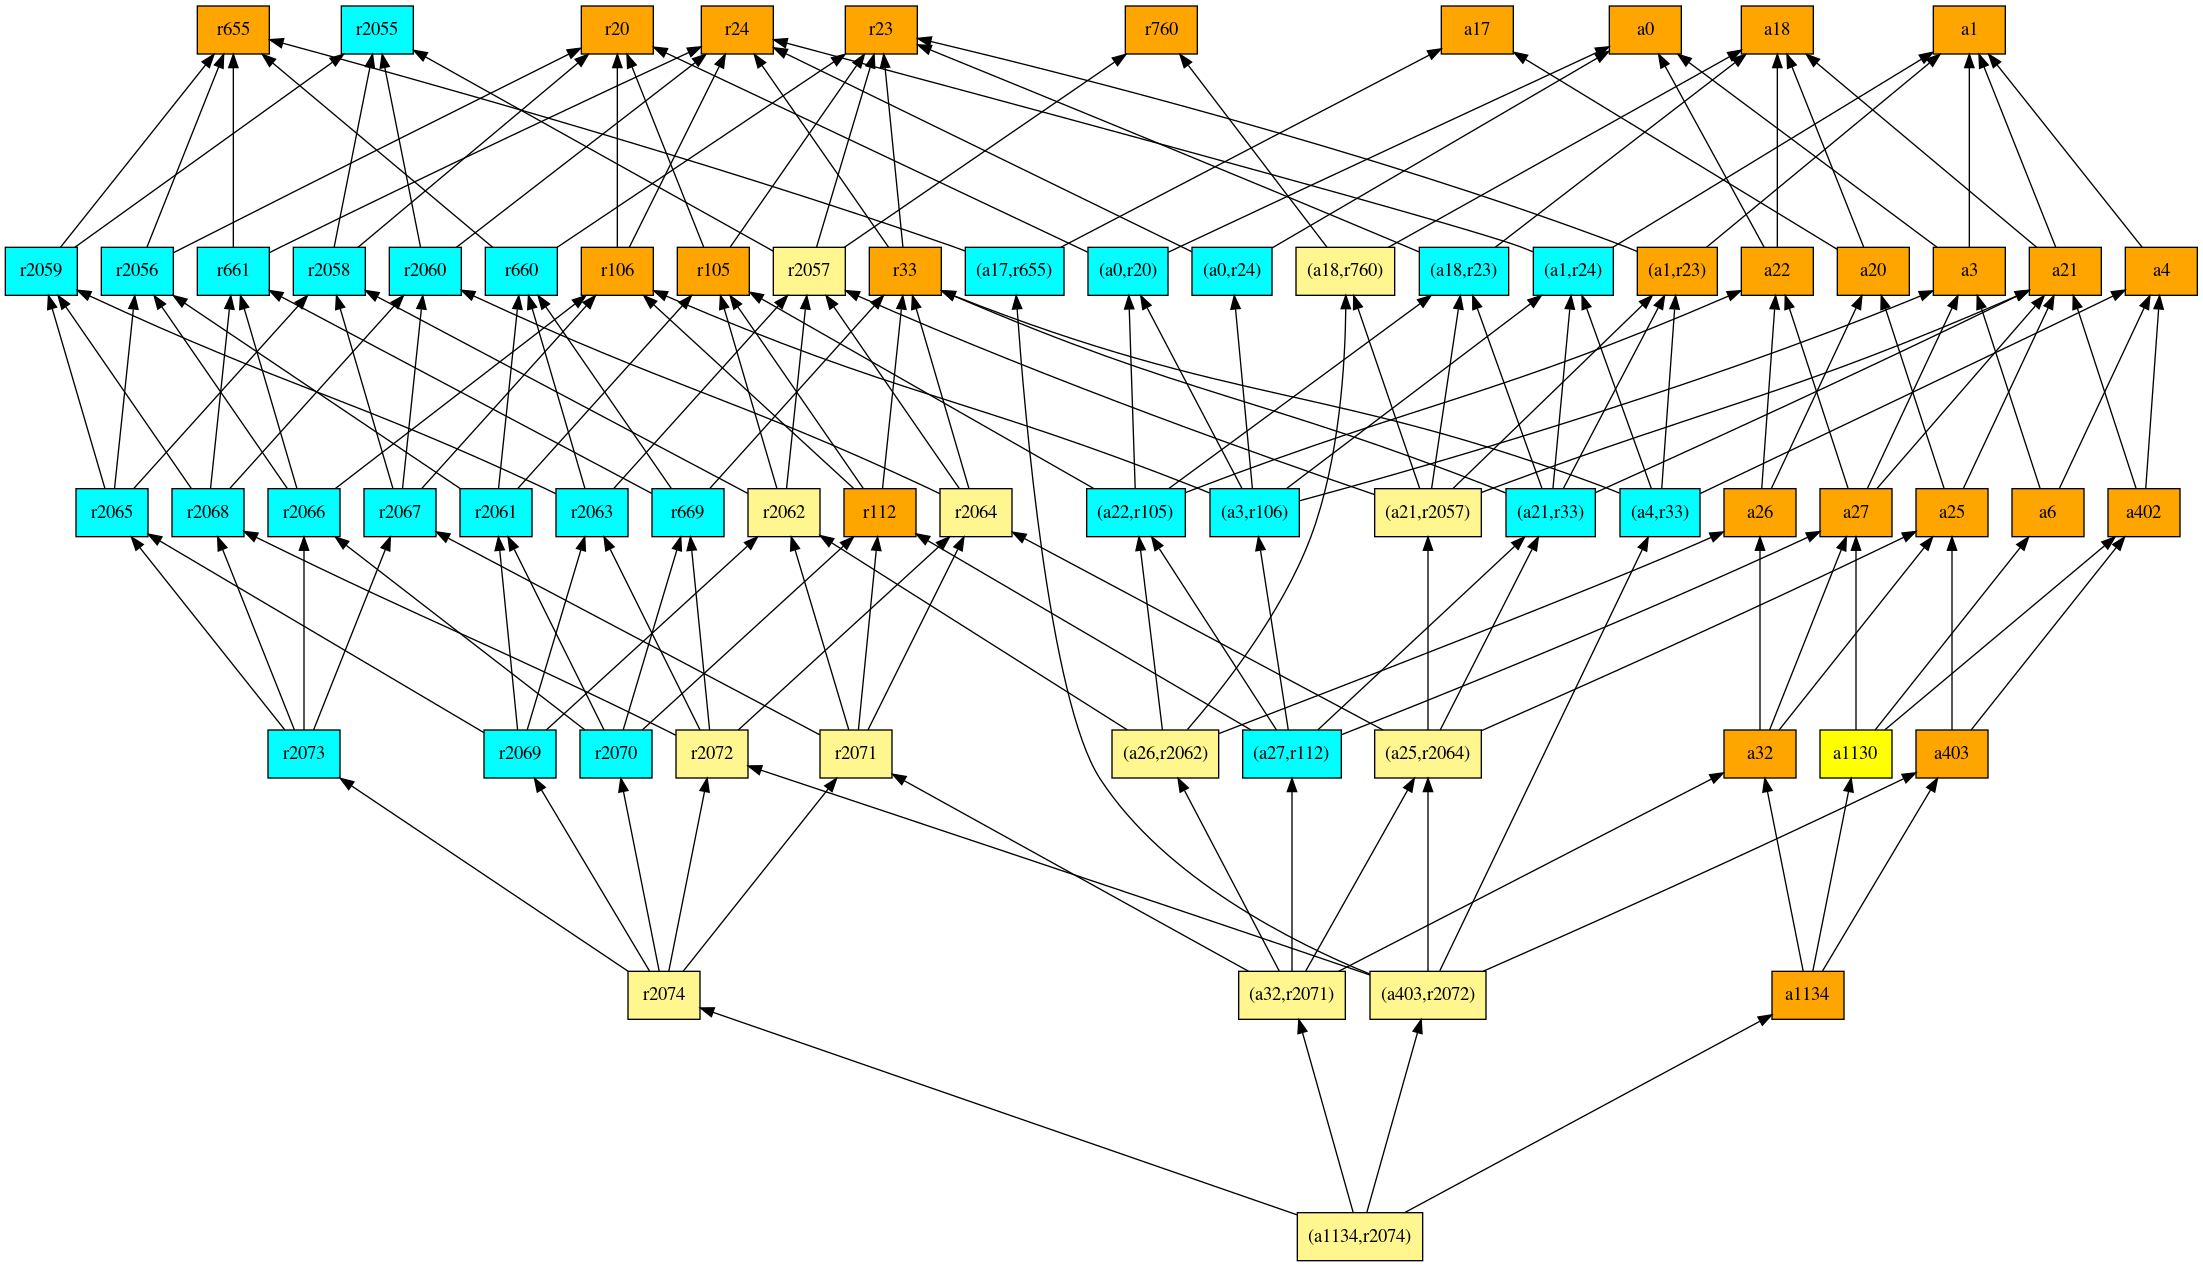 r655
r2055
r20
r24
r23
r760
a17
a0
a18
a1
r2059
r2056
r661
r2058
r2060
r660
r106
r105
r2057
r33
(a17,r655)
(a0,r20)
(a0,r24)
(a18,r760)
(a18,r23)
(a1,r24)
(a1,r23)
a22
a20
a3
a21
a4
r2065
r2068
r2066
r2067
r2061
r2063
r669
r2062
r112
r2064
(a22,r105)
(a3,r106)
(a21,r2057)
(a21,r33)
(a4,r33)
a26
a27
a25
a6
a402
r2073
r2069
r2070
r2072
r2071
(a26,r2062)
(a27,r112)
(a25,r2064)
a32
a1130
a403
r2074
(a32,r2071)
(a403,r2072)
a1134
(a1134,r2074)